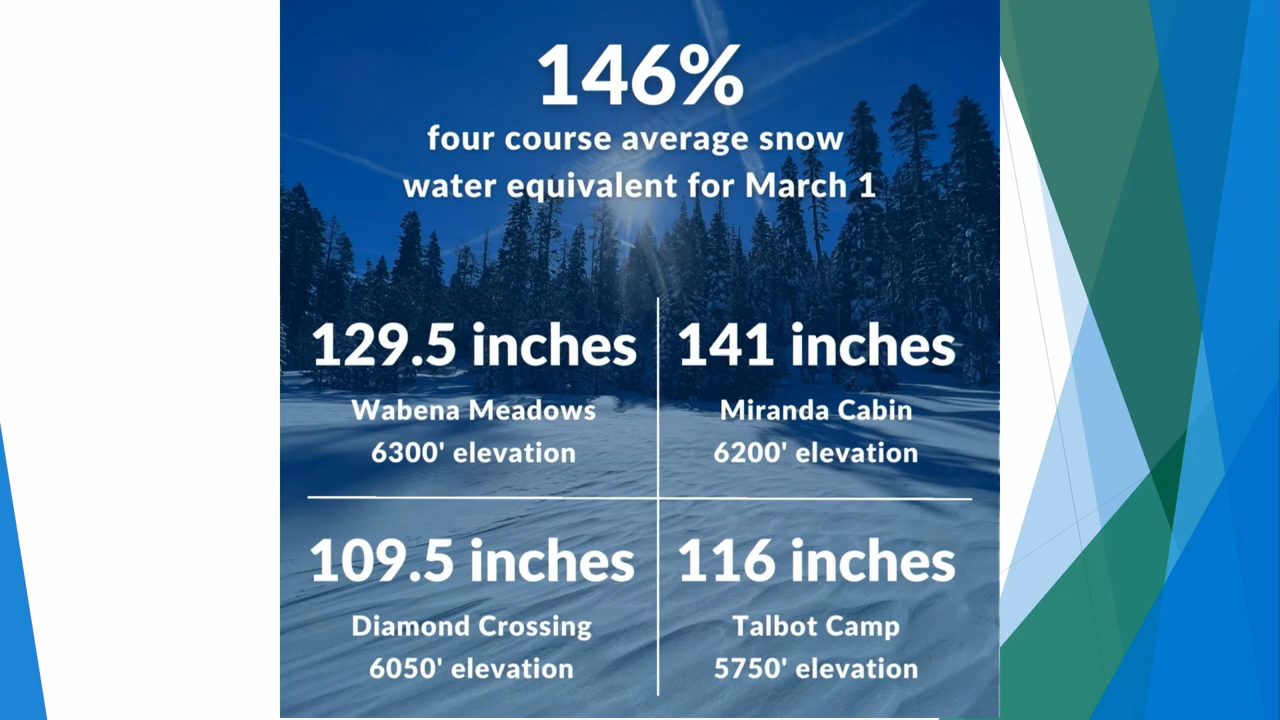 146%
four course average snow
water equivalent for March 1
129.5 inches
Wabena Meadows
6300' elevation
141 inches
Miranda Cabin
6200' elevation
109.5 inches
Diamond Crossing
6050' elevation
116 inches
Talbot Camp
5750' elevation